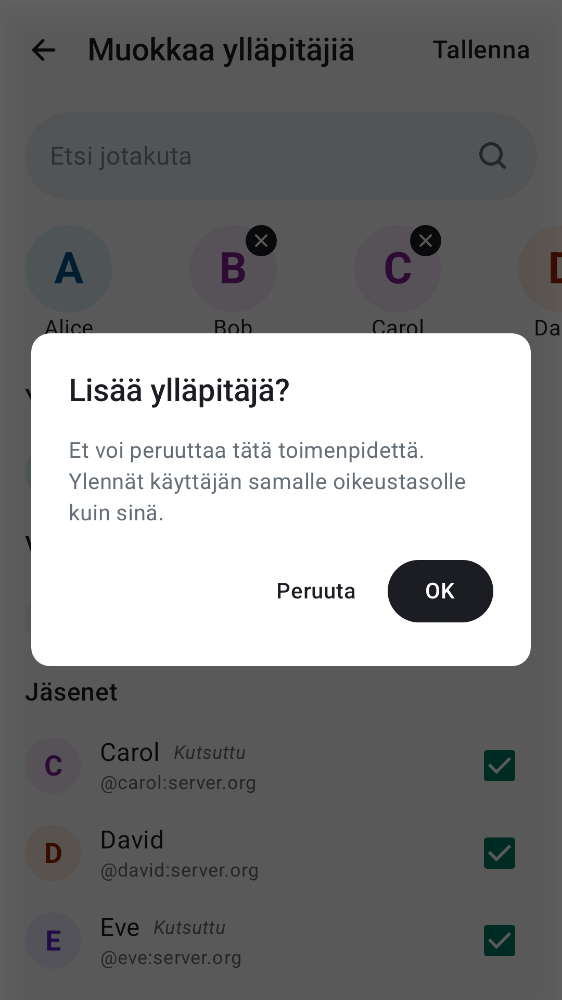 Muokkaa ylläpitäjiä
Tallenna
Etsi jotakuta
A
B
C
D
Alice
Bob
Carol
Da
Lisää ylläpitäjä?
Et voi peruuttaa tätä toimenpidettä.
Ylennät käyttäjän samalle oikeustasolle
kuin sinä.
Peruuta
OK
Jäsenet
C
Carol Kutsuttu
@carol:server.org
D
David
@david:server.org
E
Eve Kutsuttu
@eve:server.org